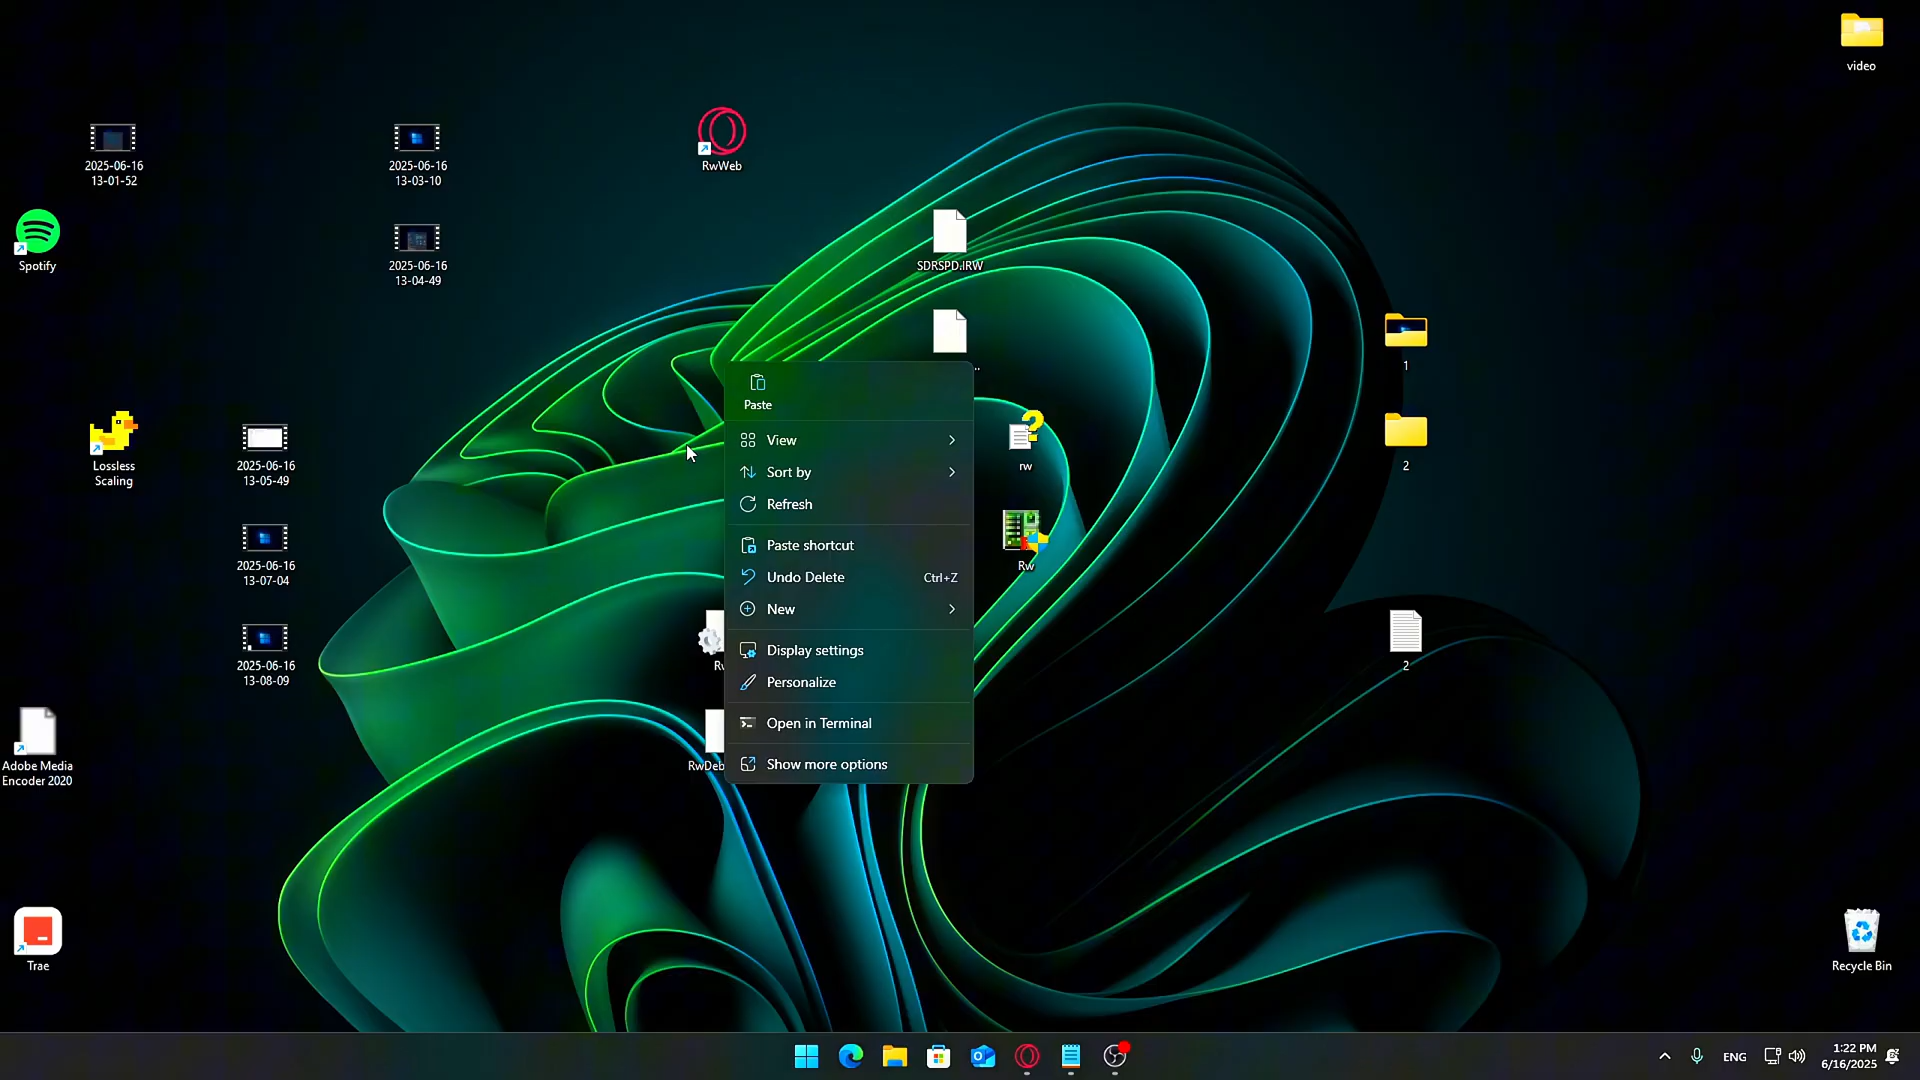 video
2025-06-16
13-01-52
2025-06-16
13-03-10
RwWeb
Spotify
2025-06-16
13-04-49
SDRSPD.IRW
..
1
Paste
View
Sort by
Refresh
Paste shortcut
Undo Delete Ctrl+Z
New
Display settings
Personalize
Open in Terminal
Show more options
Lossless
Scaling
2025-06-16
13-05-49
rw
2
2025-06-16
13-07-04
Rw
2025-06-16
13-08-09
2
RwDeb
Adobe Media
Encoder 2020
Trae
Recycle Bin
ENG
1:22 PM
6/16/2025